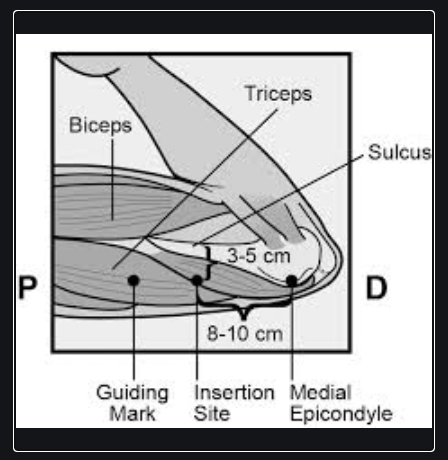 Triceps
Biceps
Sulcus
3-5 cm
P
D
8-10 cm
Guiding
Mark
Insertion
Site
Medial
Epicondyle